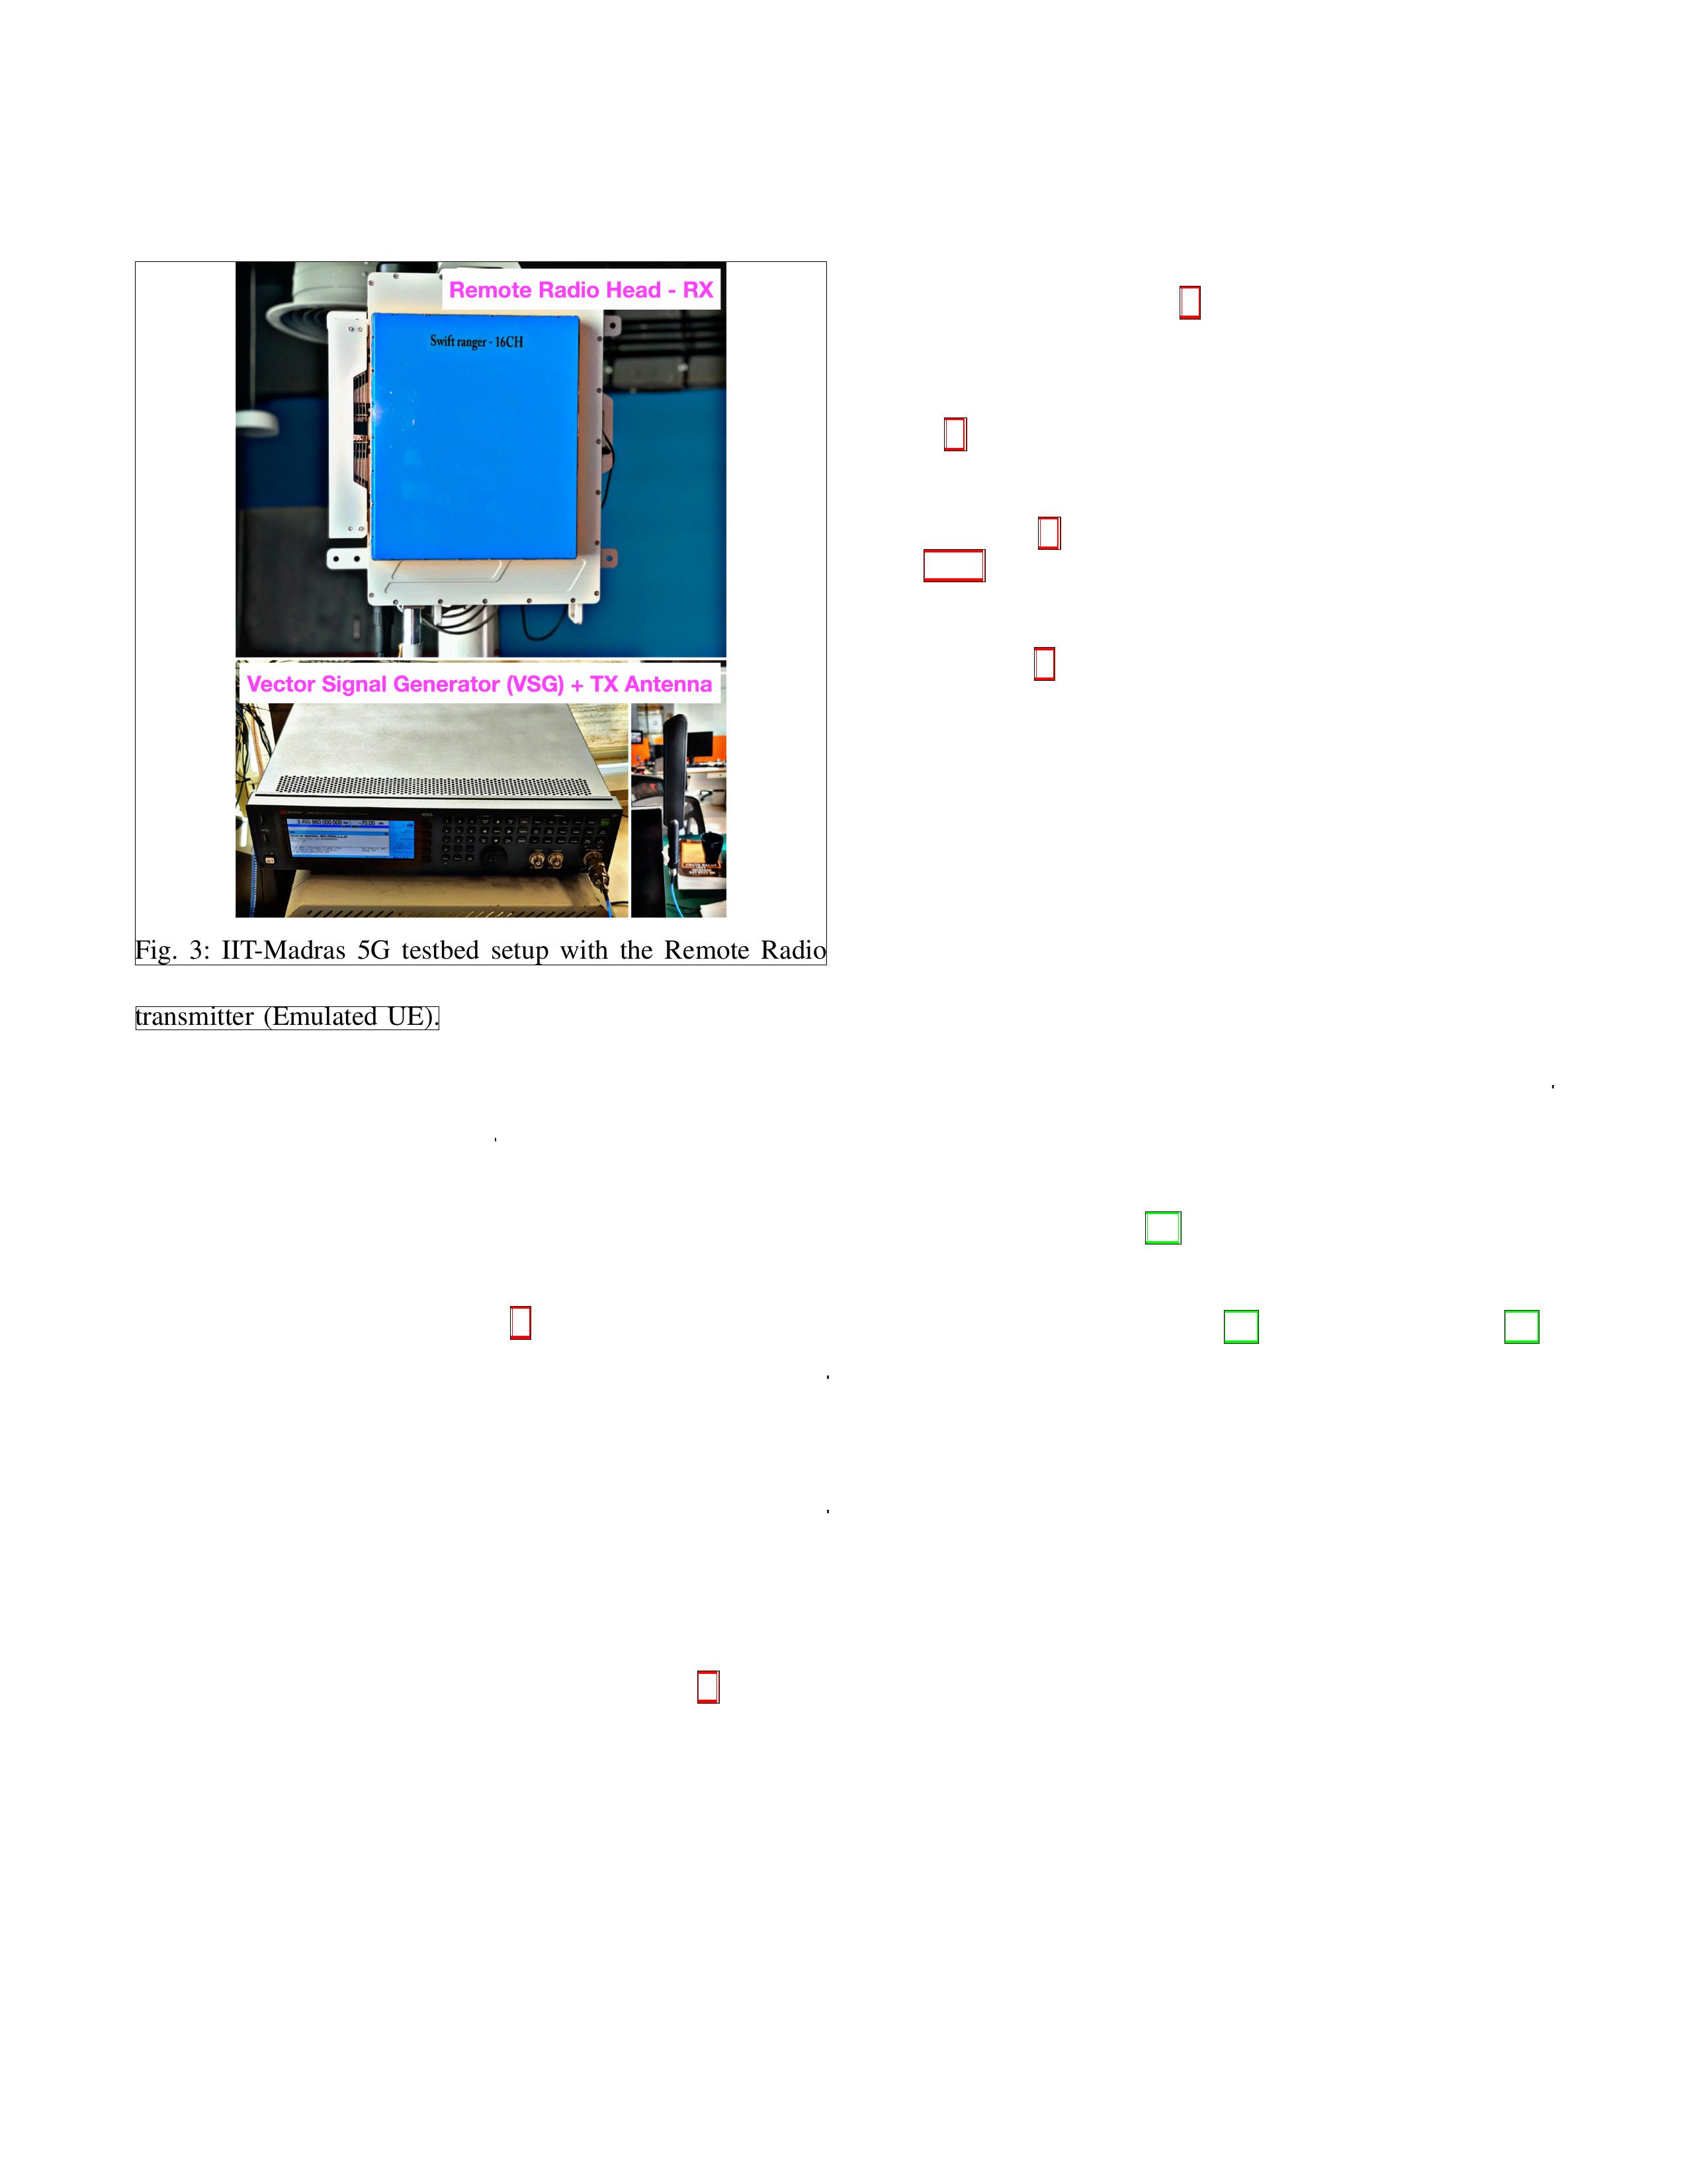 Remote Radio Head - RX
Swift ranger - 16CH
Vector Signal Generator (VSG) + TX Antenna
Fig. 3: IIT-Madras 5G testbed setup with the Remote Radio
transmitter (Emulated UE).